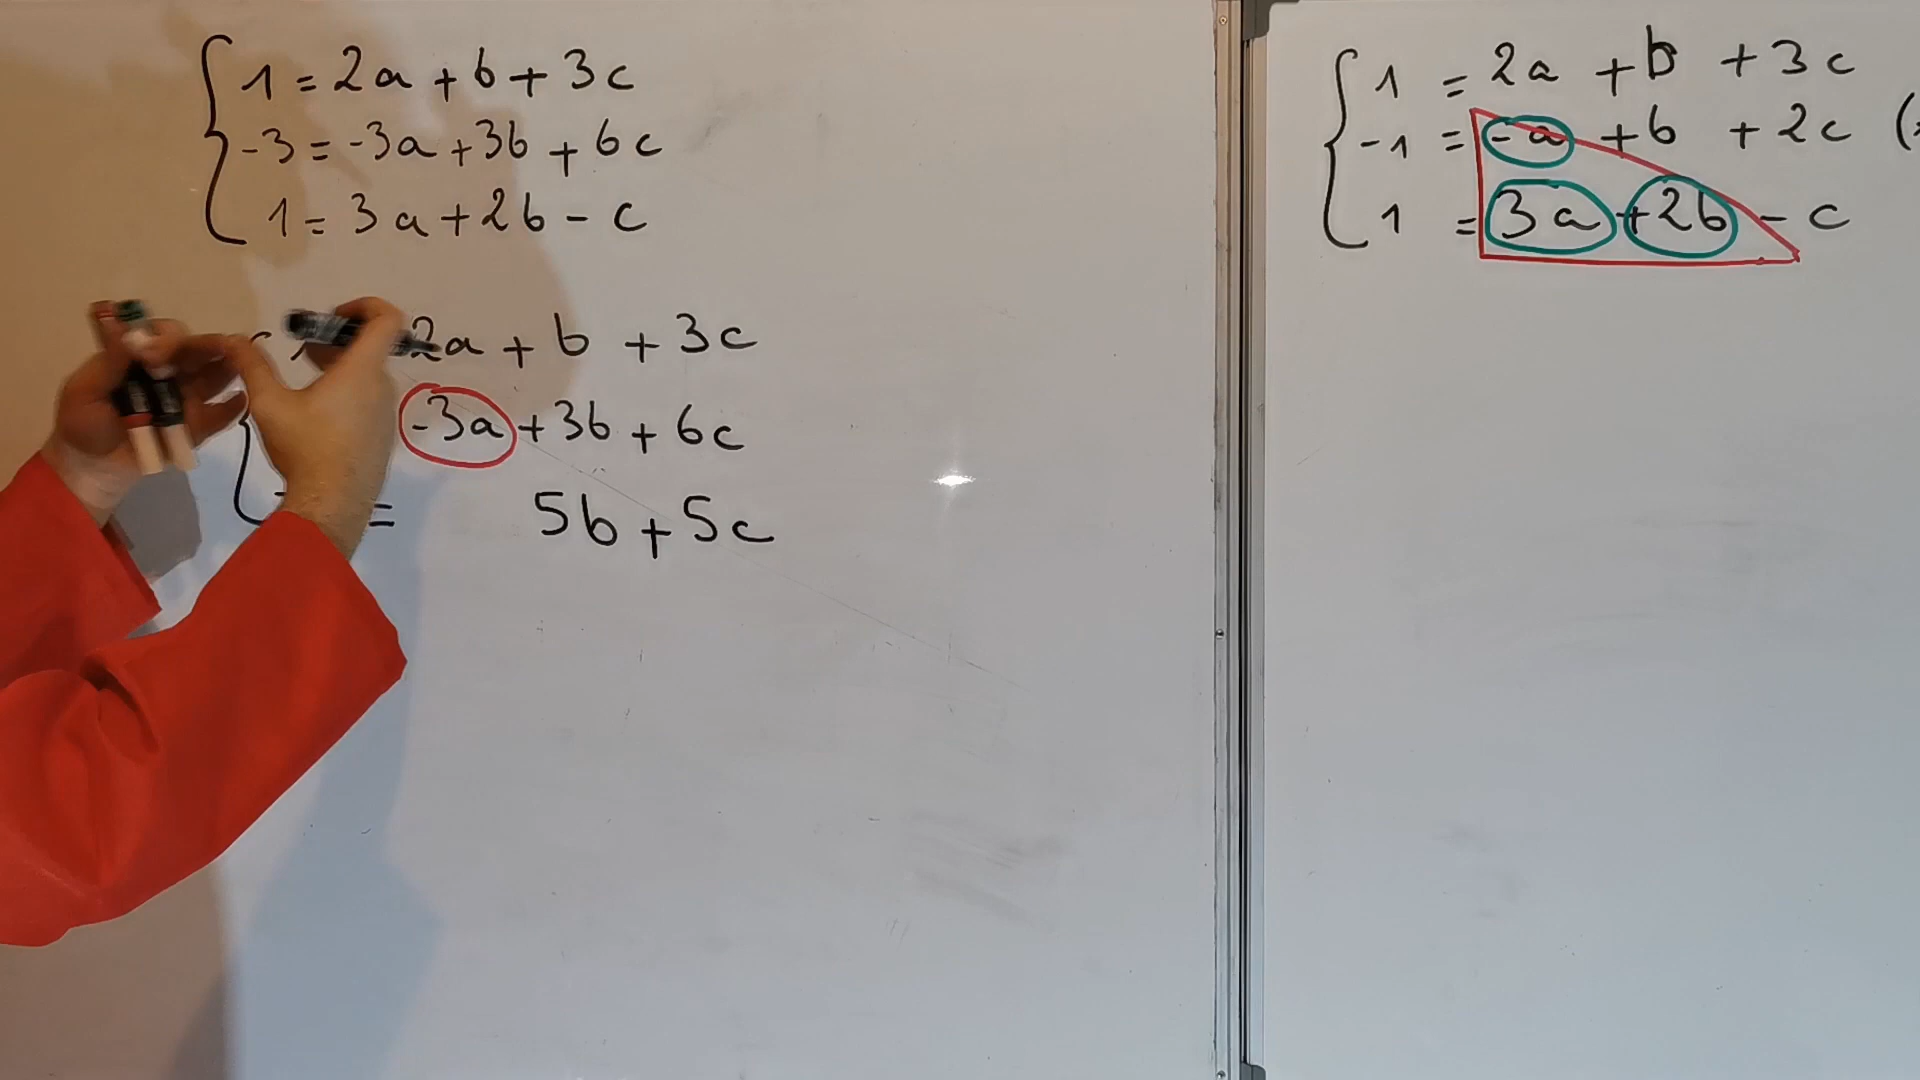 1 = 2a + b + 3c
-3 = -3a + 3b + 6c
1 = 3a + 2b - c
2a + b + 3c
-3a + 3b + 6c
= 5b + 5c
1 = 2a + b + 3c
-1 = -a + b + 2c (
1 = 3a + 2b - c